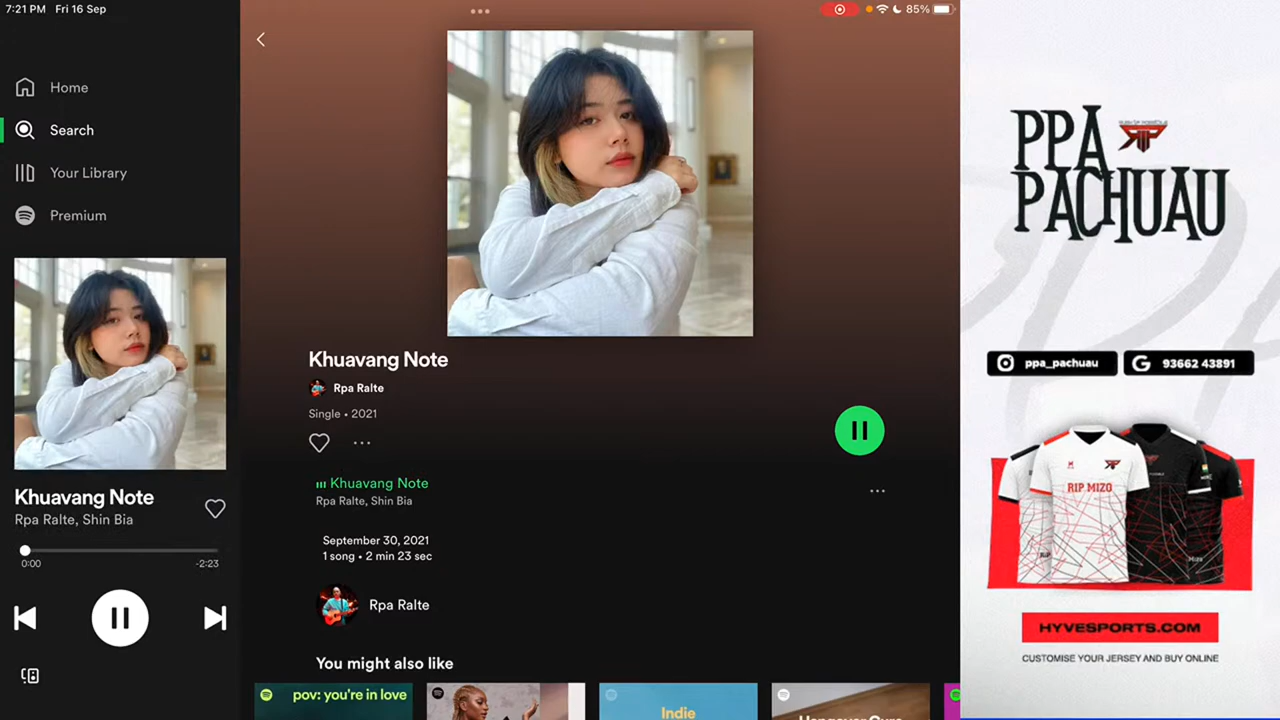 7:21 PM Fri 16 Sep
85%
Home
Search
Your Library
Premium
Khuavang Note
Rpa Ralte, Shin Bia
0:00
-2:23
Khuavang Note
Rpa Ralte
Single • 2021
Khuavang Note
Rpa Ralte, Shin Bia
September 30, 2021
1 song • 2 min 23 sec
Rpa Ralte
You might also like
pov: you're in love
Indie
PPA
PACHUAU
ppa_pachuau
93662 43891
RIP MIZO
HYVESPORTS.COM
CUSTOMISE YOUR JERSEY AND BUY ONLINE